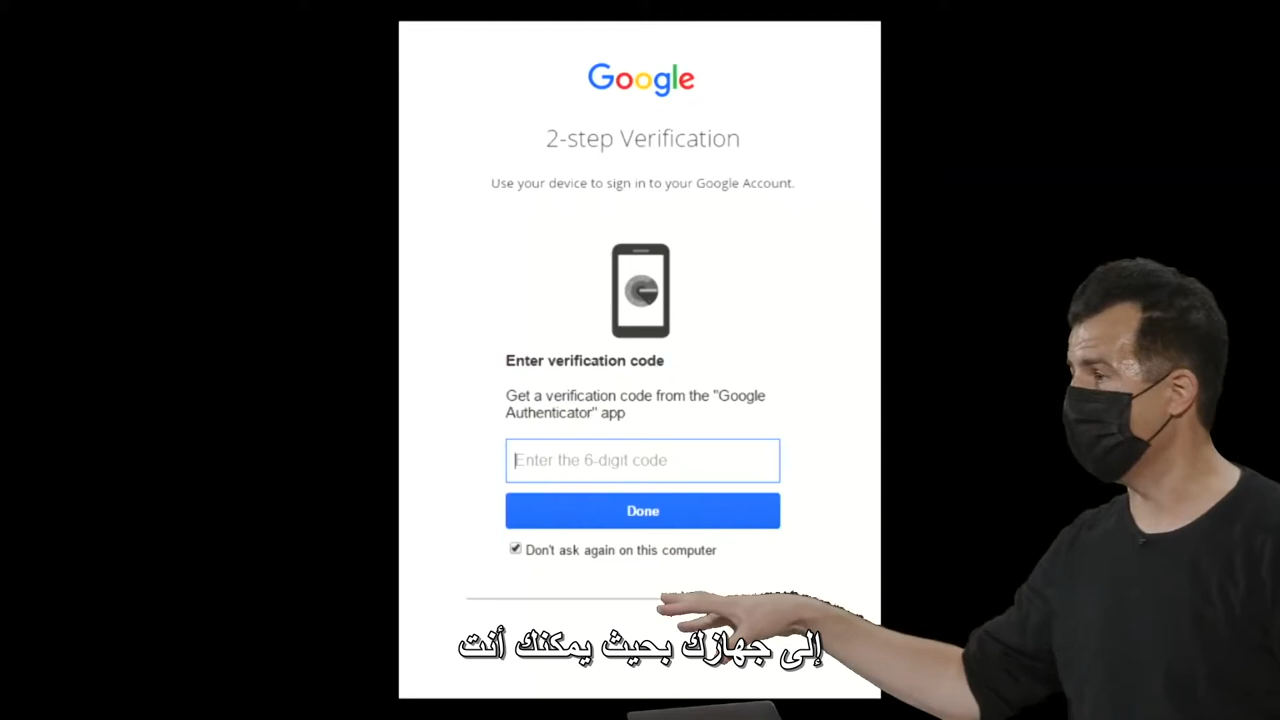 Google
2-step Verification
Use your device to sign in to your Google Account.
Enter verification code
Get a verification code from the "Google
Authenticator" app
Enter the 6-digit code
Done
Don't ask again on this computer
إلى جهازك بحيث يمكنك أنت